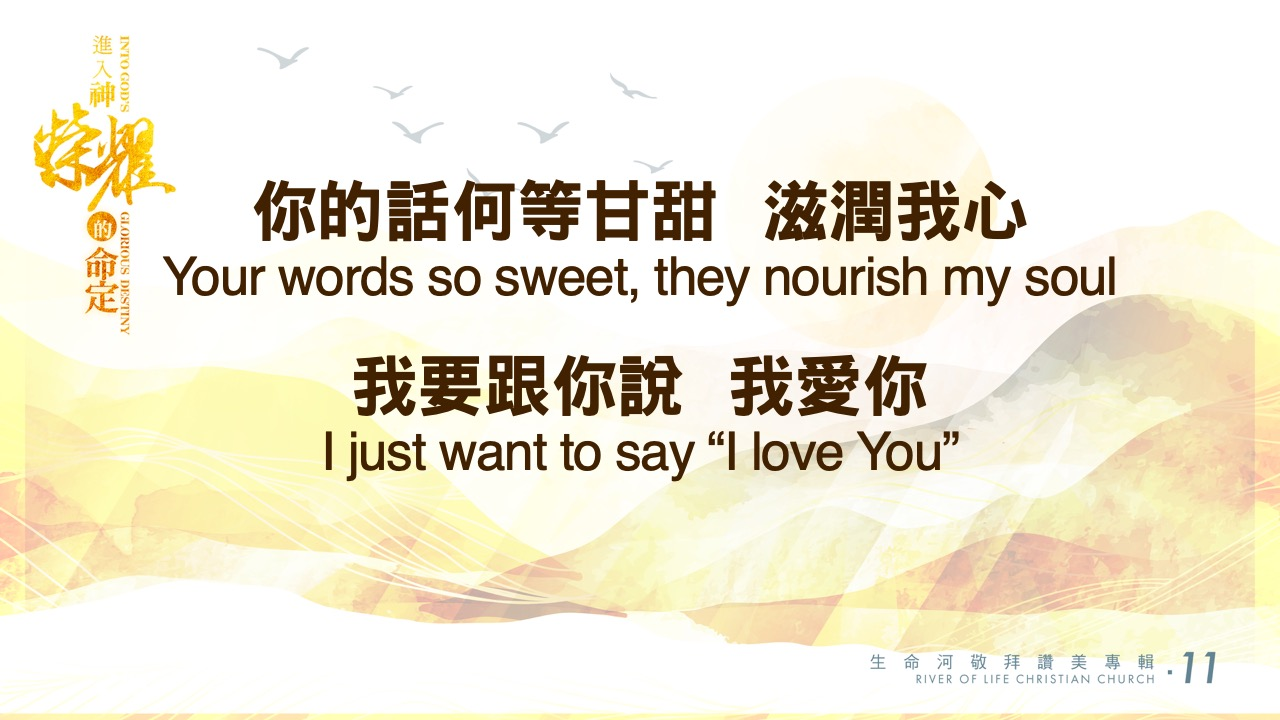 進入神
榮耀
的
命定
INTO GOD'S
GLORIOUS DESTINY
你的話何等甘甜 滋潤我心
Your words so sweet, they nourish my soul
我要跟你說 我愛你
I just want to say “I love You”
生命河敬拜讚美專輯 ·11
RIVER OF LIFE CHRISTIAN CHURCH